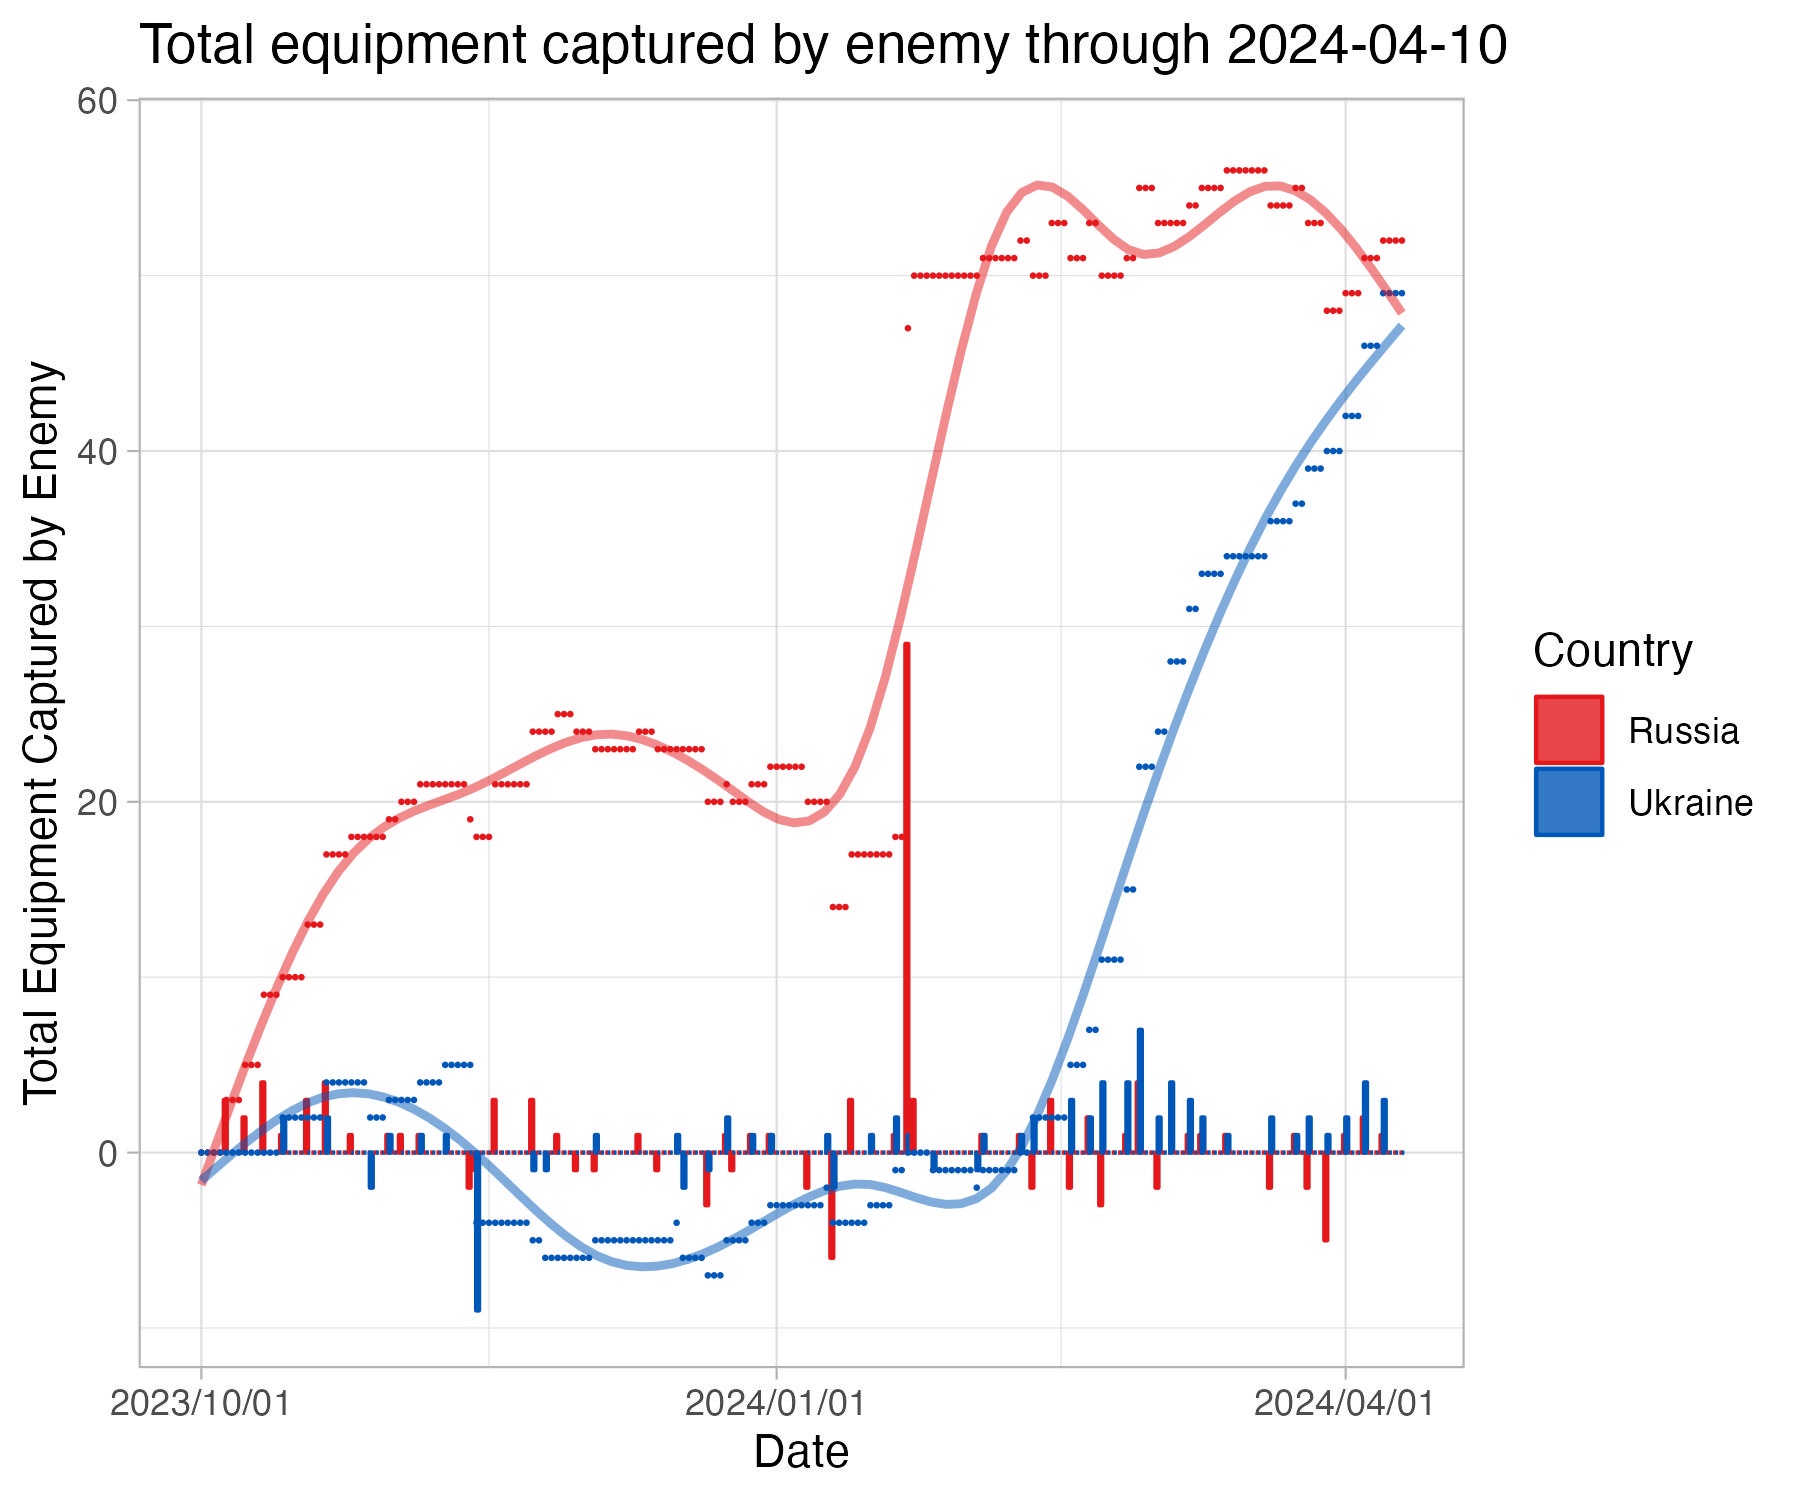 Total equipment captured by enemy through 2024-04-10
Total Equipment Captured by Enemy
60
40
20
0
2023/10/01
2024/01/01
2024/04/01
Date
Country
Russia
Ukraine